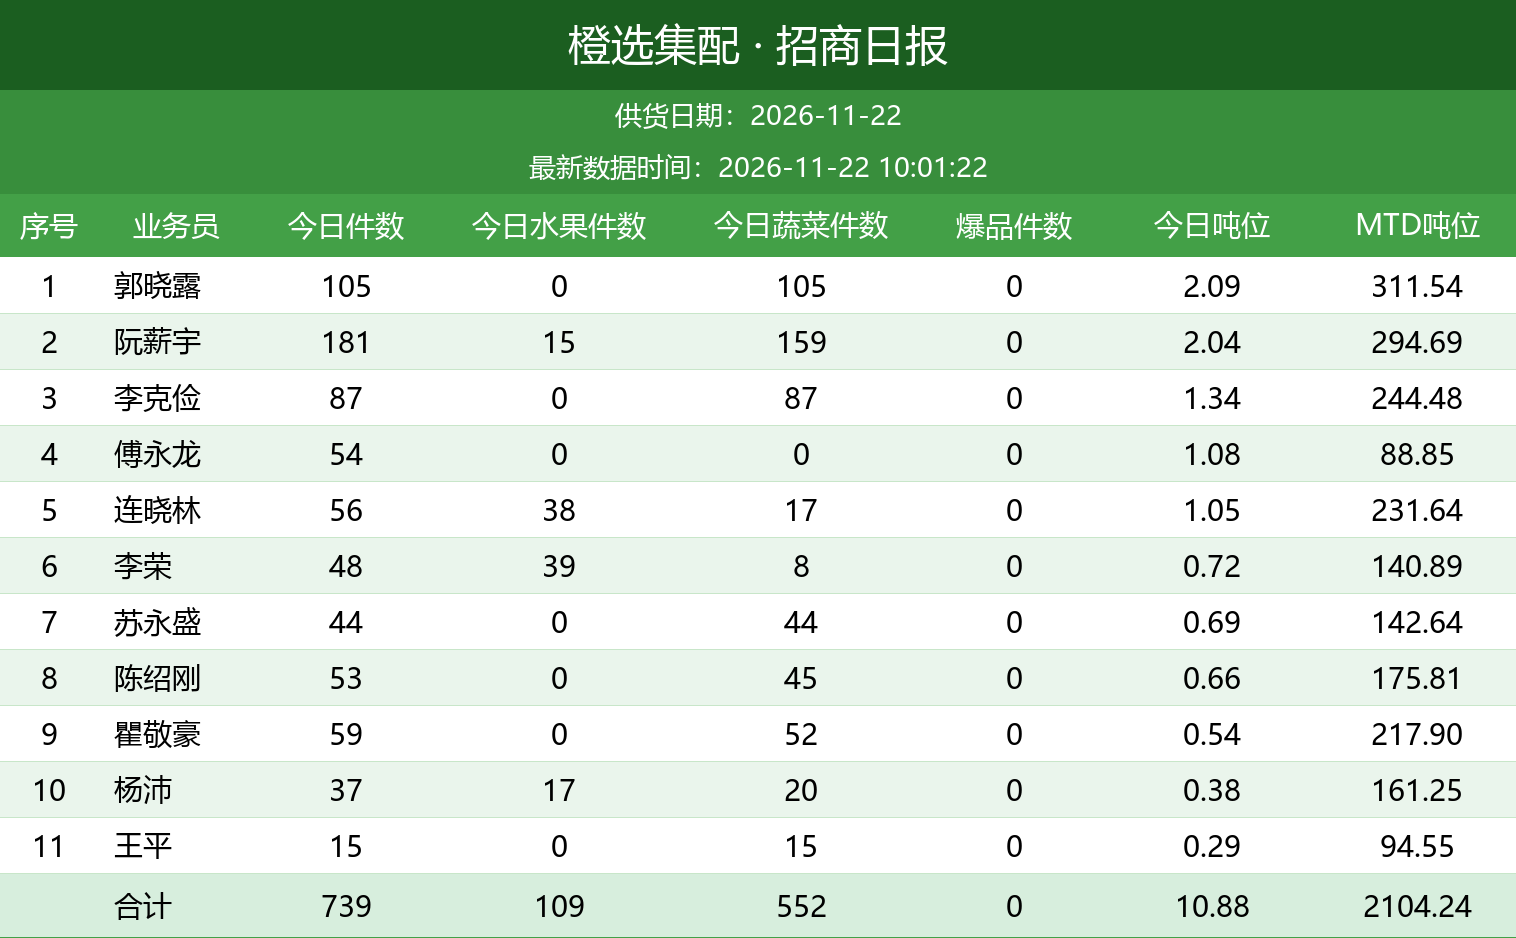 橙选集配 · 招商日报
供货日期：2026-11-22
最新数据时间：2026-11-22 10:01:22
序号 业务员 今日件数 今日水果件数 今日蔬菜件数 爆品件数 今日吨位 MTD吨位
1 郭晓露 105 0 105 0 2.09 311.54
2 阮薪宇 181 15 159 0 2.04 294.69
3 李克俭 87 0 87 0 1.34 244.48
4 傅永龙 54 0 0 0 1.08 88.85
5 连晓林 56 38 17 0 1.05 231.64
6 李荣 48 39 8 0 0.72 140.89
7 苏永盛 44 0 44 0 0.69 142.64
8 陈绍刚 53 0 45 0 0.66 175.81
9 瞿敬豪 59 0 52 0 0.54 217.90
10 杨沛 37 17 20 0 0.38 161.25
11 王平 15 0 15 0 0.29 94.55
合计 739 109 552 0 10.88 2104.24